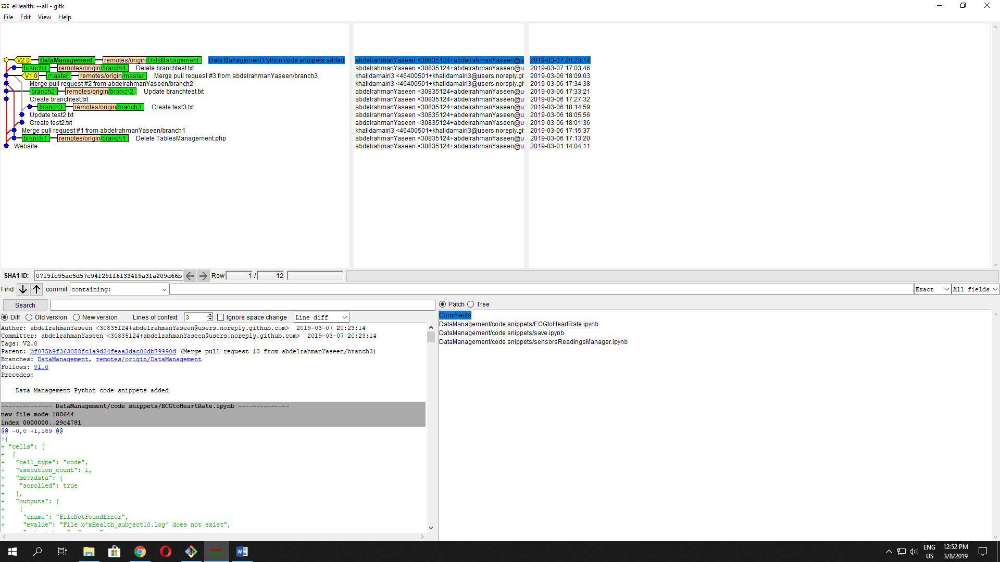 eHealth: --all - gitk
File Edit View Help
V2.0 DataManagement remotes/origin/DataManagement Data Management Python code snippets added abdelrahmanYaseen <30835124+abdelrahmanYaseen@u 2019-03-07 20:23:14
branch4 remotes/origin/branch4 Delete branchtest.txt abdelrahmanYaseen <30835124+abdelrahmanYaseen@u 2019-03-07 17:03:46
V1.0 master remotes/origin/master Merge pull request #3 from abdelrahmanYaseen/branch3 khalidamairi3 <46400501+khalidamairi3@users.noreply.gi 2019-03-06 18:09:03
Merge pull request #2 from abdelrahmanYaseen/branch2 khalidamairi3 <46400501+khalidamairi3@users.noreply.gi 2019-03-06 17:34:38
branch2 remotes/origin/branch2 Update branchtest.txt abdelrahmanYaseen <30835124+abdelrahmanYaseen@u 2019-03-06 17:33:21
Create branchtest.txt abdelrahmanYaseen <30835124+abdelrahmanYaseen@u 2019-03-06 17:27:32
branch3 remotes/origin/branch3 Create test3.txt abdelrahmanYaseen <30835124+abdelrahmanYaseen@u 2019-03-06 18:14:59
Update test2.txt abdelrahmanYaseen <30835124+abdelrahmanYaseen@u 2019-03-06 18:05:56
Create test2.txt abdelrahmanYaseen <30835124+abdelrahmanYaseen@u 2019-03-06 18:01:36
Merge pull request #1 from abdelrahmanYaseen/branch1 khalidamairi3 <46400501+khalidamairi3@users.noreply.gi 2019-03-06 17:15:37
branch1 remotes/origin/branch1 Delete TablesManagement.php abdelrahmanYaseen <30835124+abdelrahmanYaseen@u 2019-03-06 17:13:20
Website abdelrahmanYaseen <30835124+abdelrahmanYaseen@u 2019-03-01 14:04:11
SHA1 ID: 07191c95ac5d57c94129ff61334f9a3fa209d66b Row 1 / 12
Find commit containing: Exact All fields
Search
Diff Old version New version Lines of context: 3 Ignore space change Line diff
Author: abdelrahmanYaseen <30835124+abdelrahmanYaseen@users.noreply.github.com> 2019-03-07 20:23:14
Committer: abdelrahmanYaseen <30835124+abdelrahmanYaseen@users.noreply.github.com> 2019-03-07 20:23:14
Tags: V2.0
Parent: bf075b9f363058fc1a9d34feaa2dac00db79990d (Merge pull request #3 from abdelrahmanYaseen/branch3)
Branches: DataManagement, remotes/origin/DataManagement
Follows: V1.0
Precedes:
Data Management Python code snippets added
-------------- DataManagement/code snippets/ECGtoHeartRate.ipynb --------------
new file mode 100644
index 0000000..29c4781
@@ -0,0 +1,189 @@
+{
+ "cells": [
+ {
+ "cell_type": "code",
+ "execution_count": 1,
+ "metadata": {
+ "scrolled": true
+ },
+ "outputs": [
+ {
+ "ename": "FileNotFoundError",
+ "evalue": "File b'mHealth_subject10.log' does not exist",
Patch Tree
Comments
DataManagement/code snippets/ECGtoHeartRate.ipynb
DataManagement/code snippets/save.ipynb
DataManagement/code snippets/sensorsReadingsManager.ipynb
ENG
US
12:52 PM
3/8/2019